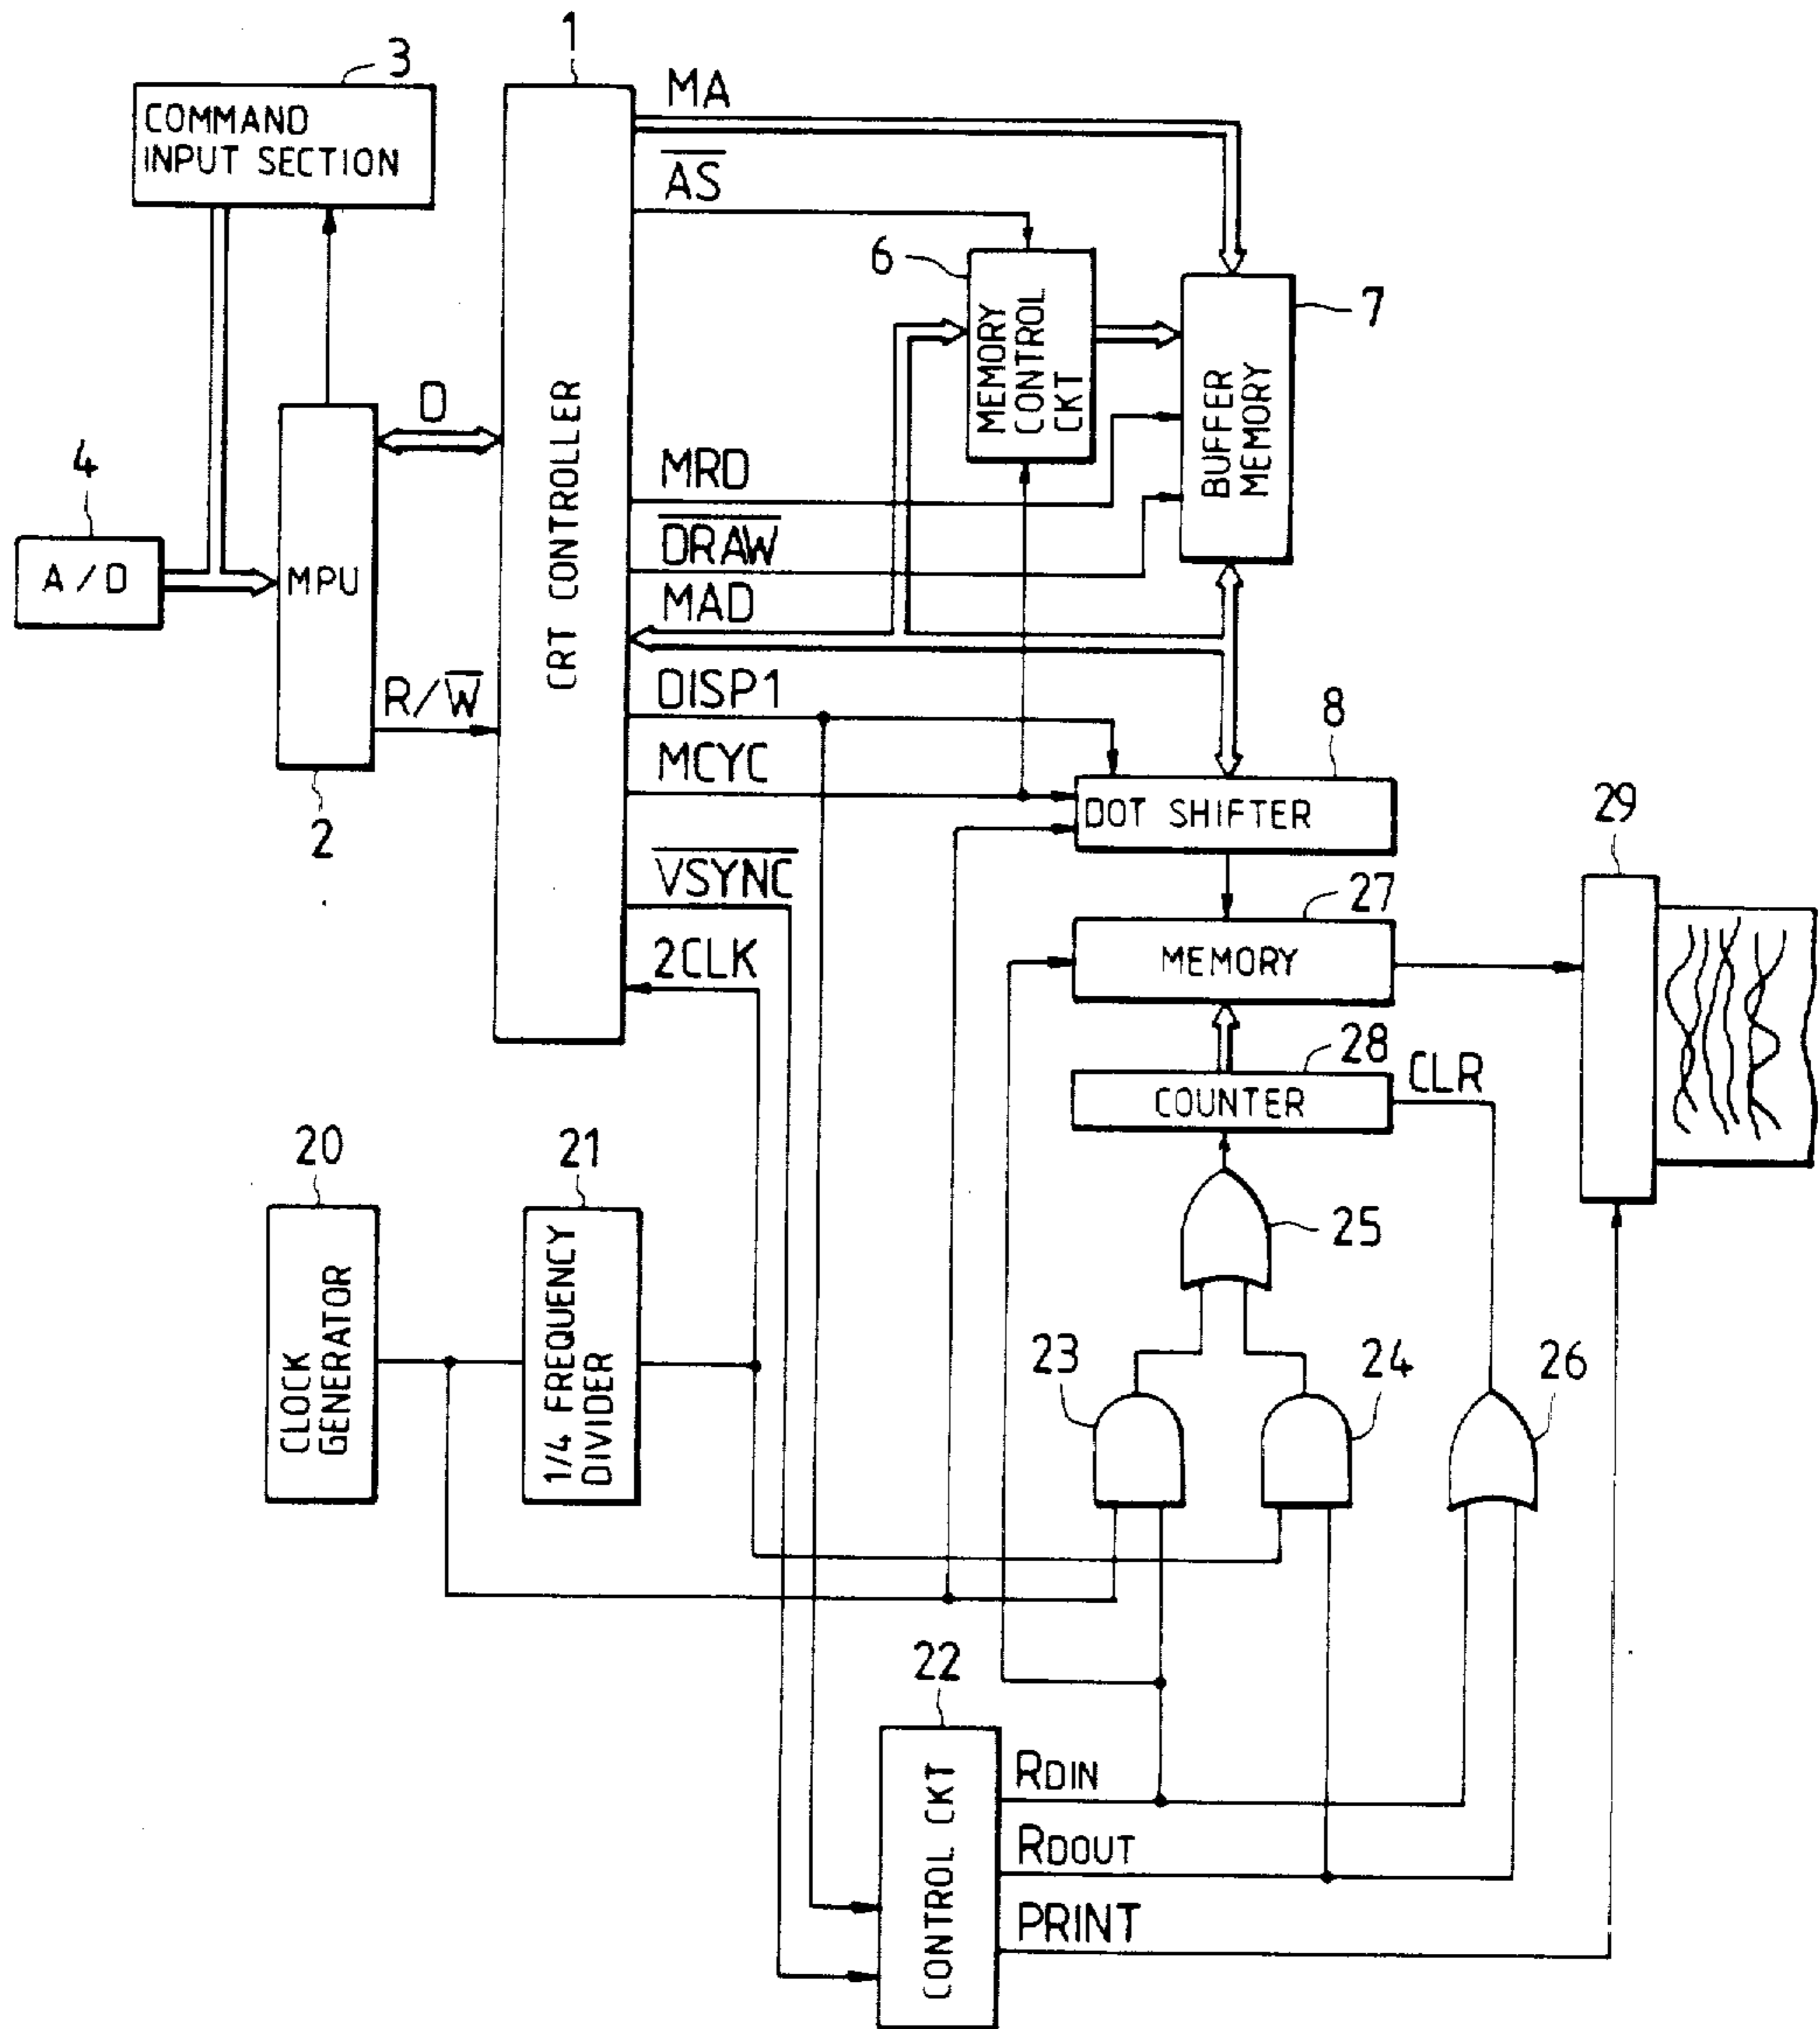 3
COMMAND
INPUT SECTION
1
MA
AS
6
MEMORY
CONTROL
CKT
7
BUFFER
MEMORY
D
4
A/D
MPU
2
R/W
CRT CONTROLLER
MRD
DRAW
MAD
DISP1
MCYC
VSYNC
2CLK
8
DOT SHIFTER
27
MEMORY
29
28
COUNTER
CLR
20
CLOCK
GENERATOR
21
1/4 FREQUENCY
DIVIDER
25
23
24
26
22
CONTROL CKT
RDIN
RDOUT
PRINT